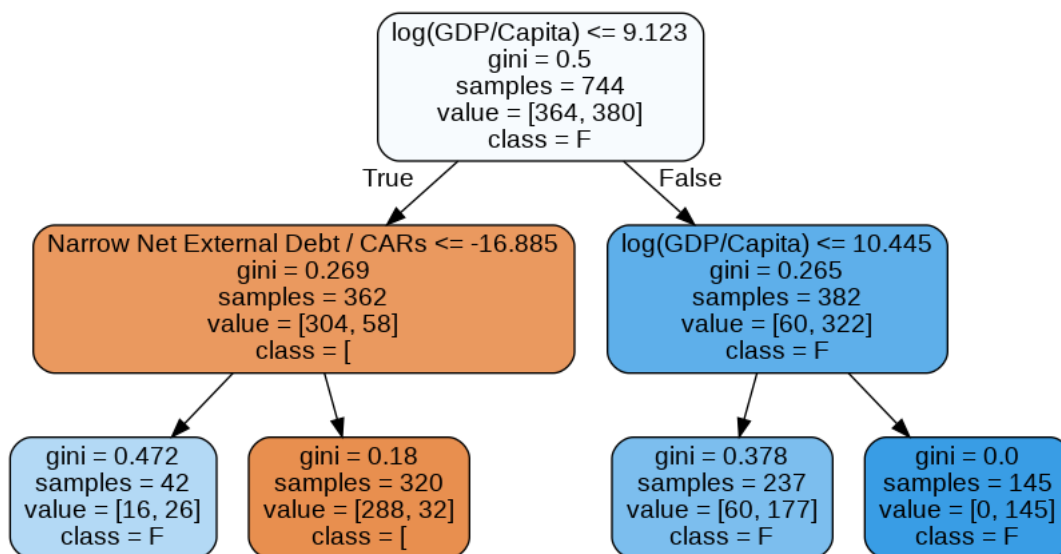 log(GDP/Capita) <= 9.123
gini = 0.5
samples = 744
value = [364, 380]
class = F
True
False
Narrow Net External Debt / CARs <= -16.885
gini = 0.269
samples = 362
value = [304, 58]
class = [
log(GDP/Capita) <= 10.445
gini = 0.265
samples = 382
value = [60, 322]
class = F
gini = 0.472
samples = 42
value = [16, 26]
class = F
gini = 0.18
samples = 320
value = [288, 32]
class = [
gini = 0.378
samples = 237
value = [60, 177]
class = F
gini = 0.0
samples = 145
value = [0, 145]
class = F